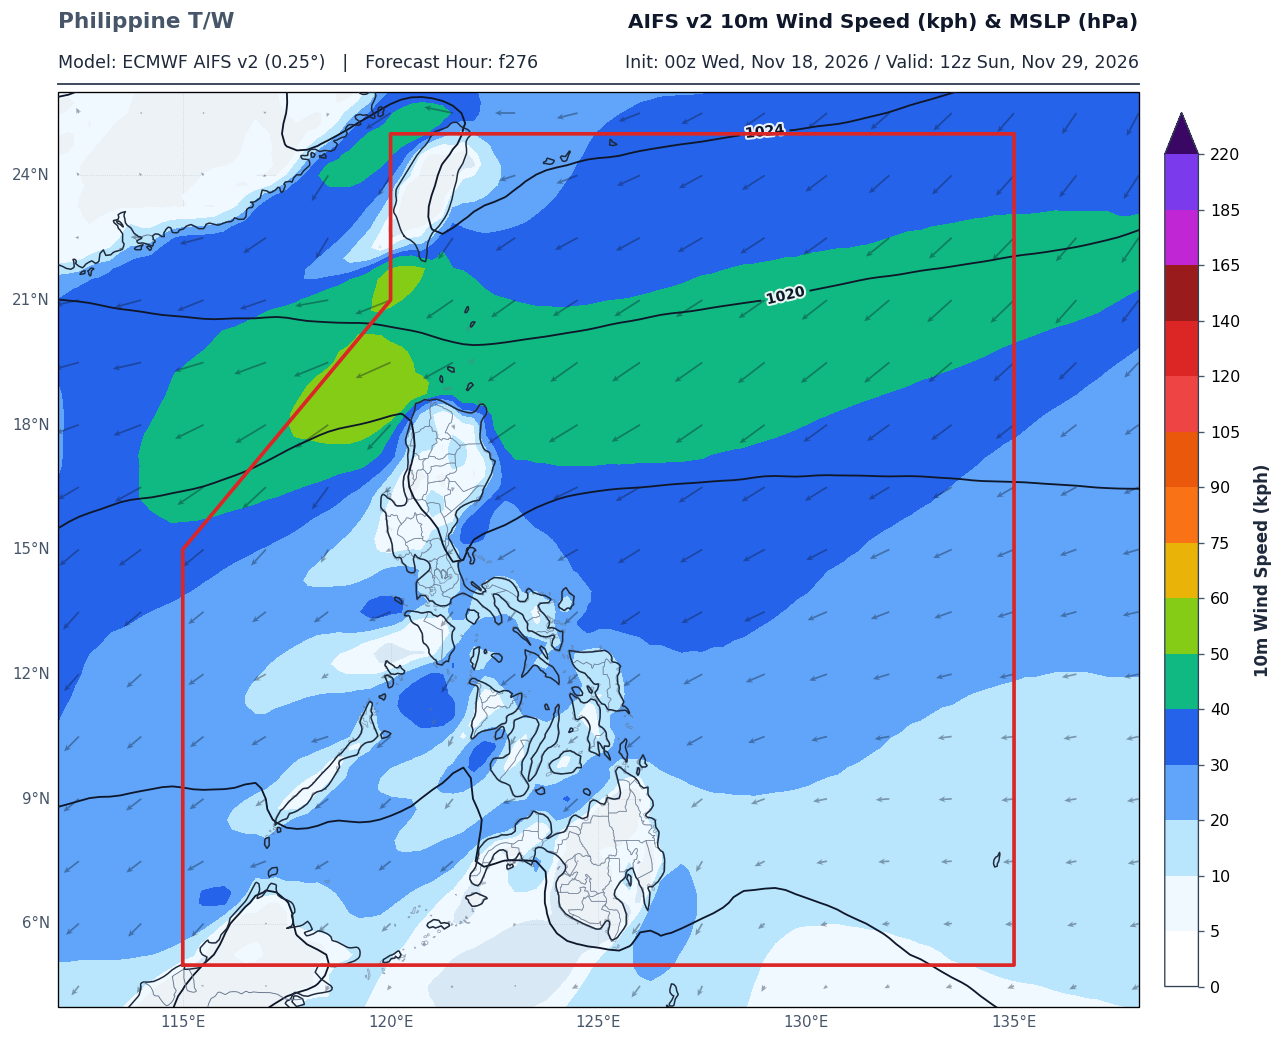 Philippine T/W
AIFS v2 10m Wind Speed (kph) & MSLP (hPa)
Model: ECMWF AIFS v2 (0.25°) | Forecast Hour: f276
Init: 00z Wed, Nov 18, 2026 / Valid: 12z Sun, Nov 29, 2026
1024
1020
24°N
21°N
18°N
15°N
12°N
9°N
6°N
115°E
120°E
125°E
130°E
135°E
220
185
165
140
120
105
90
75
60
50
40
30
20
10
5
0
10m Wind Speed (kph)